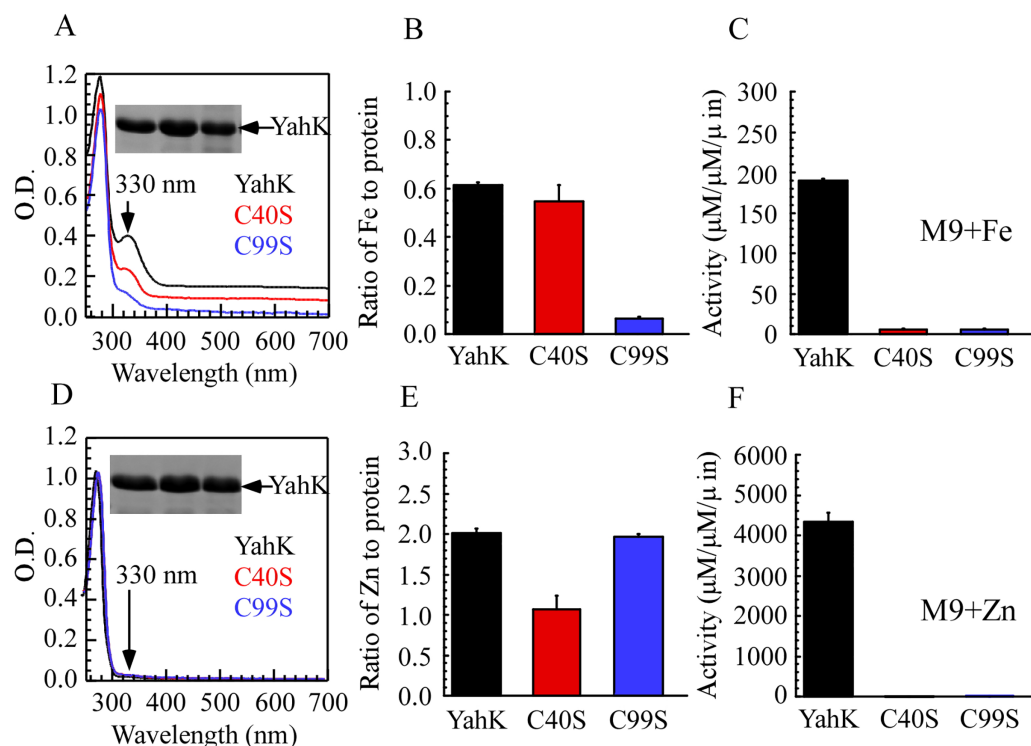 A
B
C
1.2
1.0
0.8
0.6
0.4
0.2
0.0
O.D.
YahK
330 nm
YahK
C40S
C99S
300 400 500 600 700
Wavelength (nm)
1.0
0.8
0.6
0.4
0.2
0.0
Ratio of Fe to protein
YahK C40S C99S
300
250
200
150
100
50
0
Activity (μM/μM/μ in)
M9+Fe
YahK C40S C99S
D
E
F
1.2
1.0
0.8
0.6
0.4
0.2
0.0
O.D.
YahK
330 nm
YahK
C40S
C99S
300 400 500 600 700
Wavelength (nm)
3.0
2.5
2.0
1.5
1.0
0.5
0.0
Ratio of Zn to protein
YahK C40S C99S
6000
5000
4000
3000
2000
1000
0
Activity (μM/μM/μ in)
M9+Zn
YahK C40S C99S